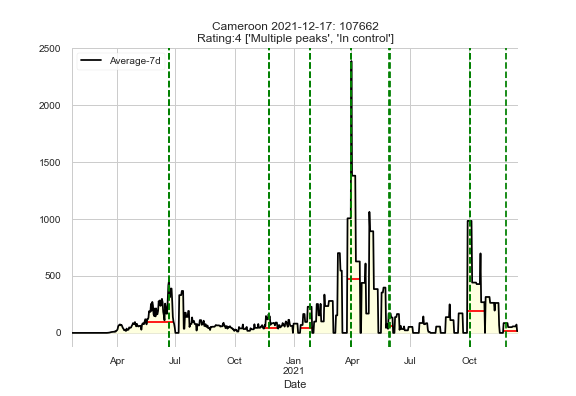 Cameroon 2021-12-17: 107662
Rating:4 ['Multiple peaks', 'In control']
Average-7d
2500
2000
1500
1000
500
0
Apr Jul Oct Jan Apr Jul Oct
2021
Date